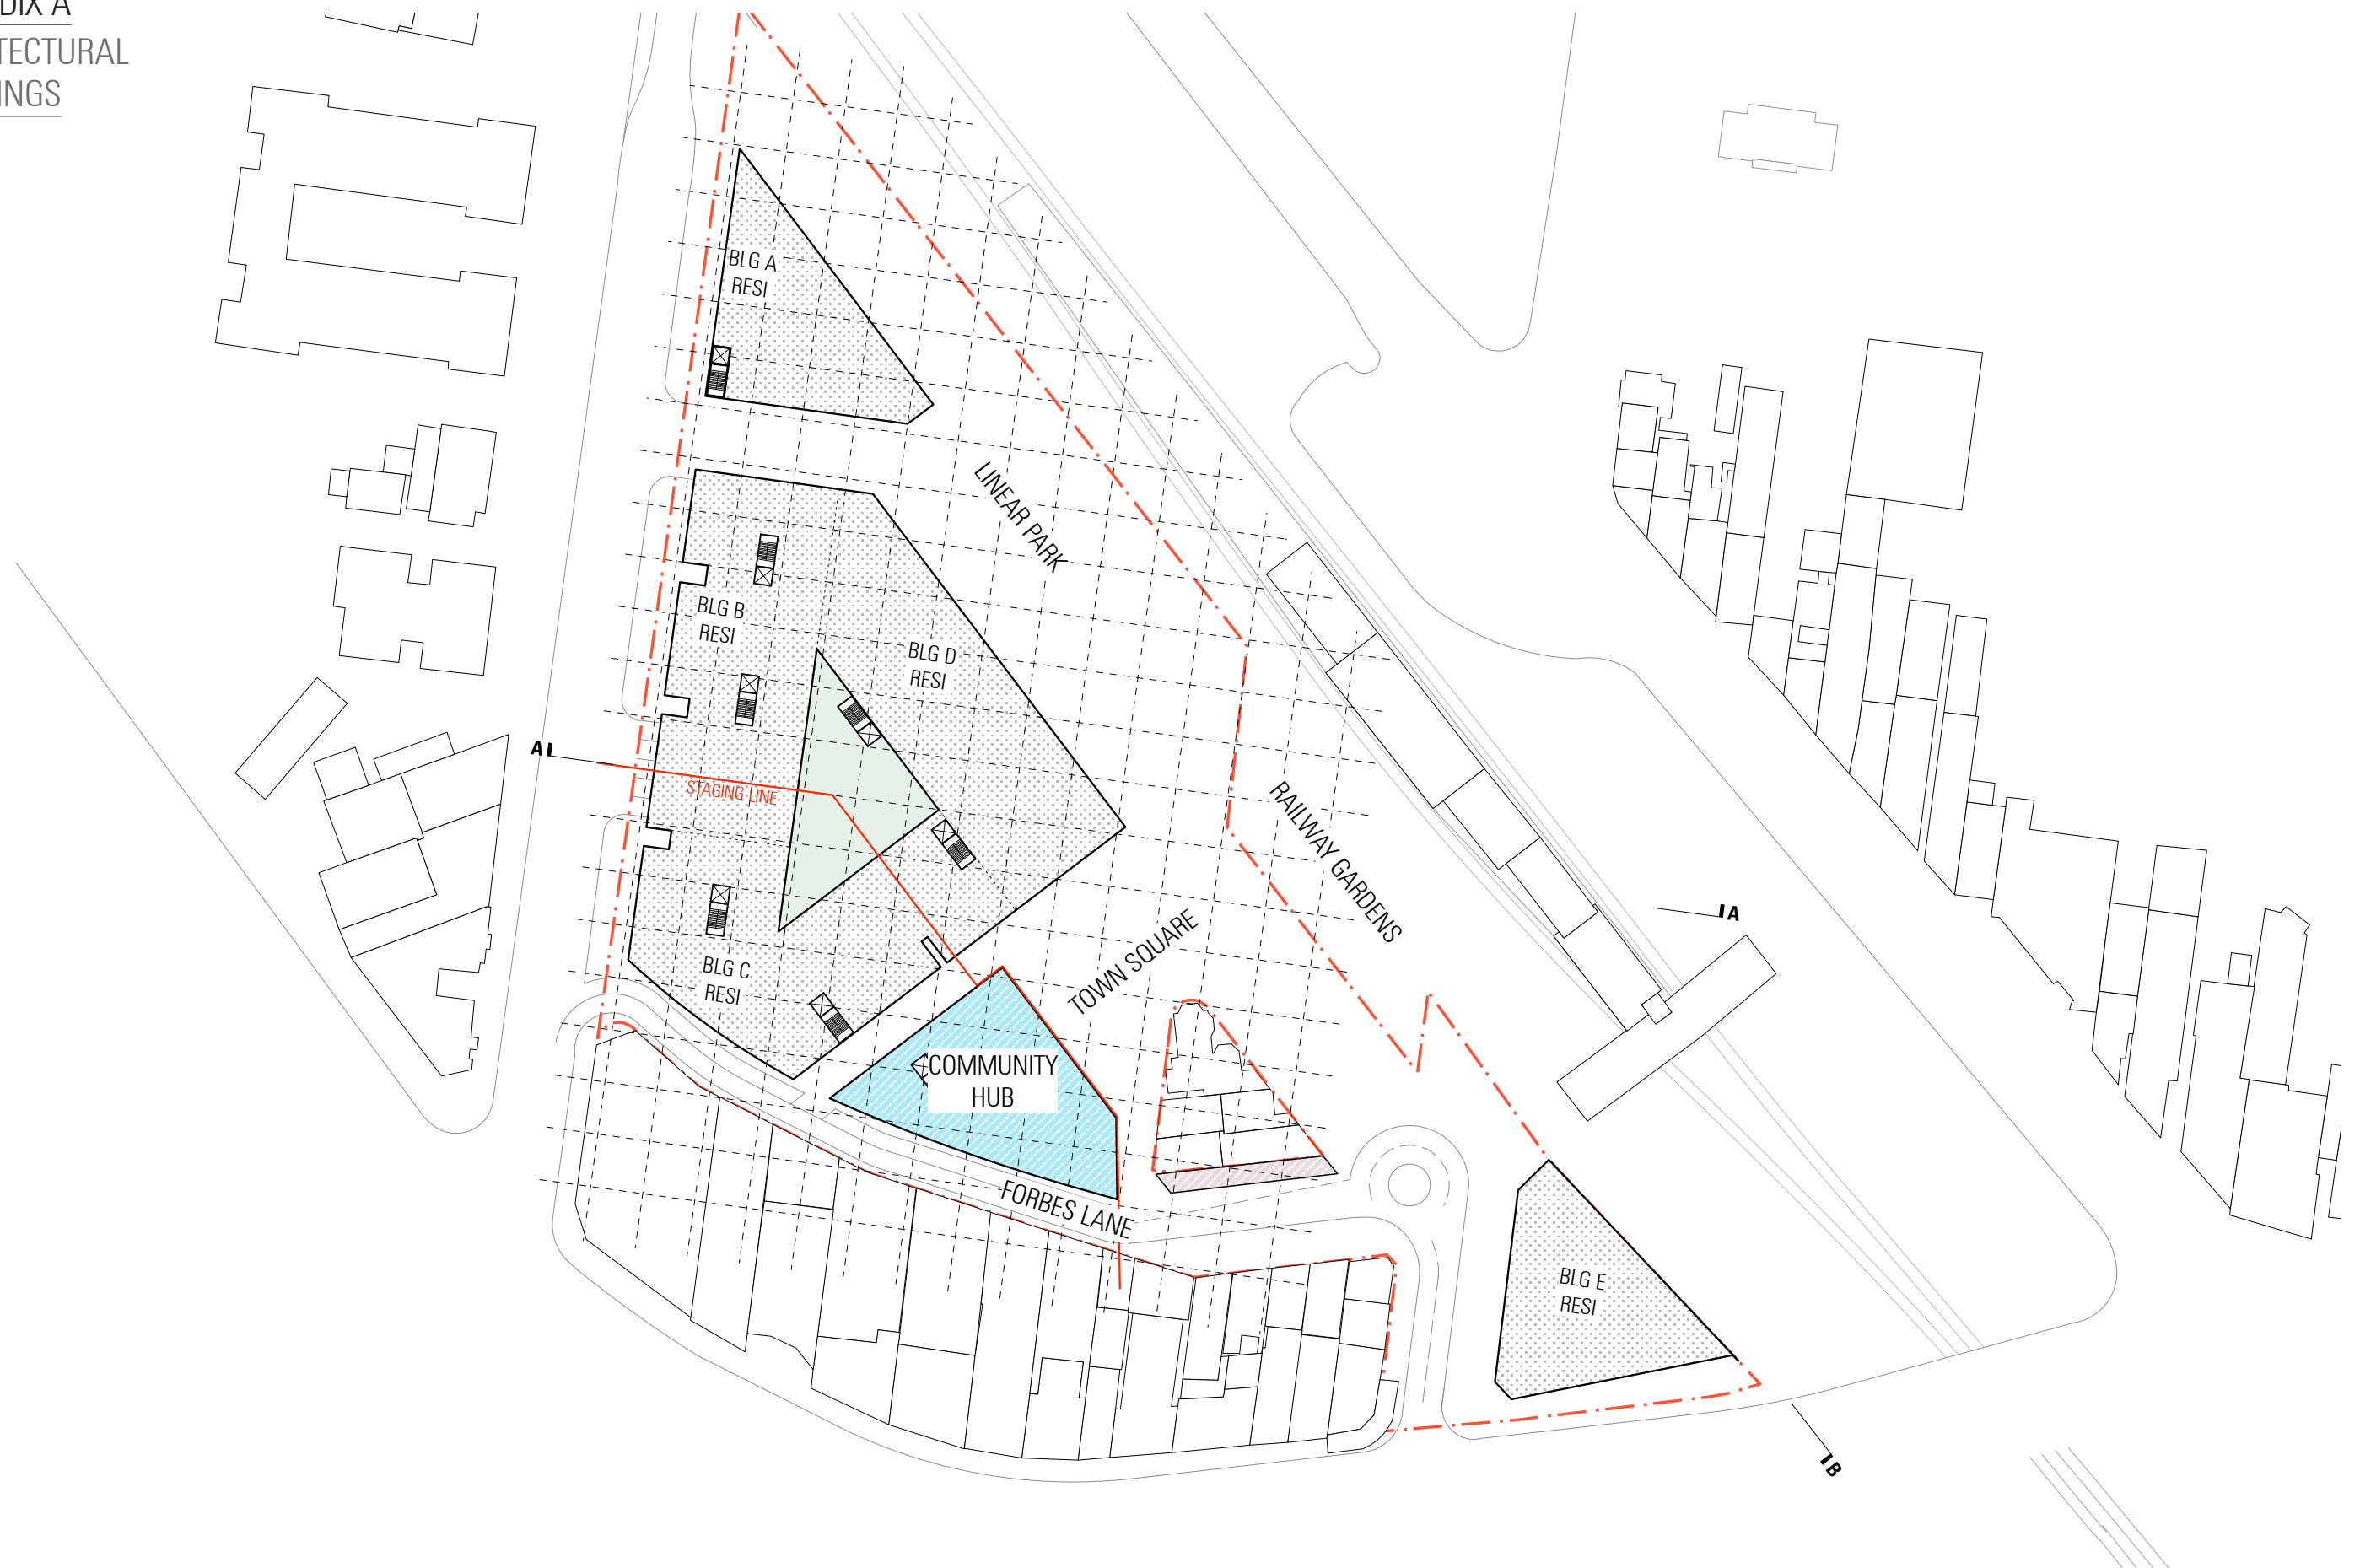 DIX A
TECTURAL
INGS
BLG A
RESI
LINEAR PARK
BLG B
RESI
BLG D
RESI
A
STAGING LINE
RAILWAY GARDENS
A
TOWN SQUARE
BLG C
RESI
COMMUNITY
HUB
FORBES LANE
BLG E
RESI
B